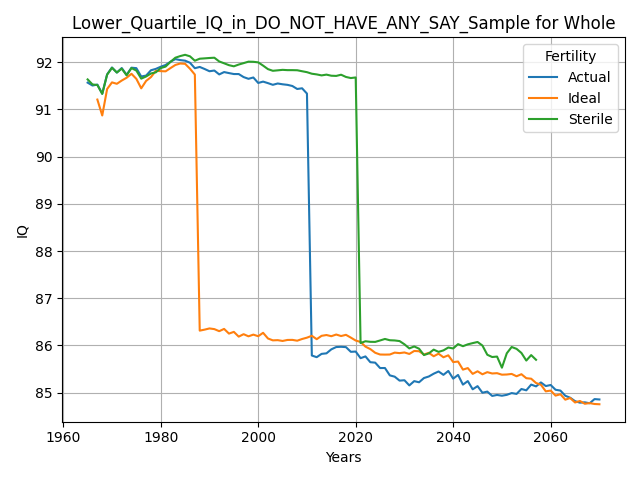 Lower_Quartile_IQ_in_DO_NOT_HAVE_ANY_SAY_Sample for Whole
Fertility
Actual
Ideal
Sterile
IQ
92
91
90
89
88
87
86
85
1960
1980
2000
2020
2040
2060
Years